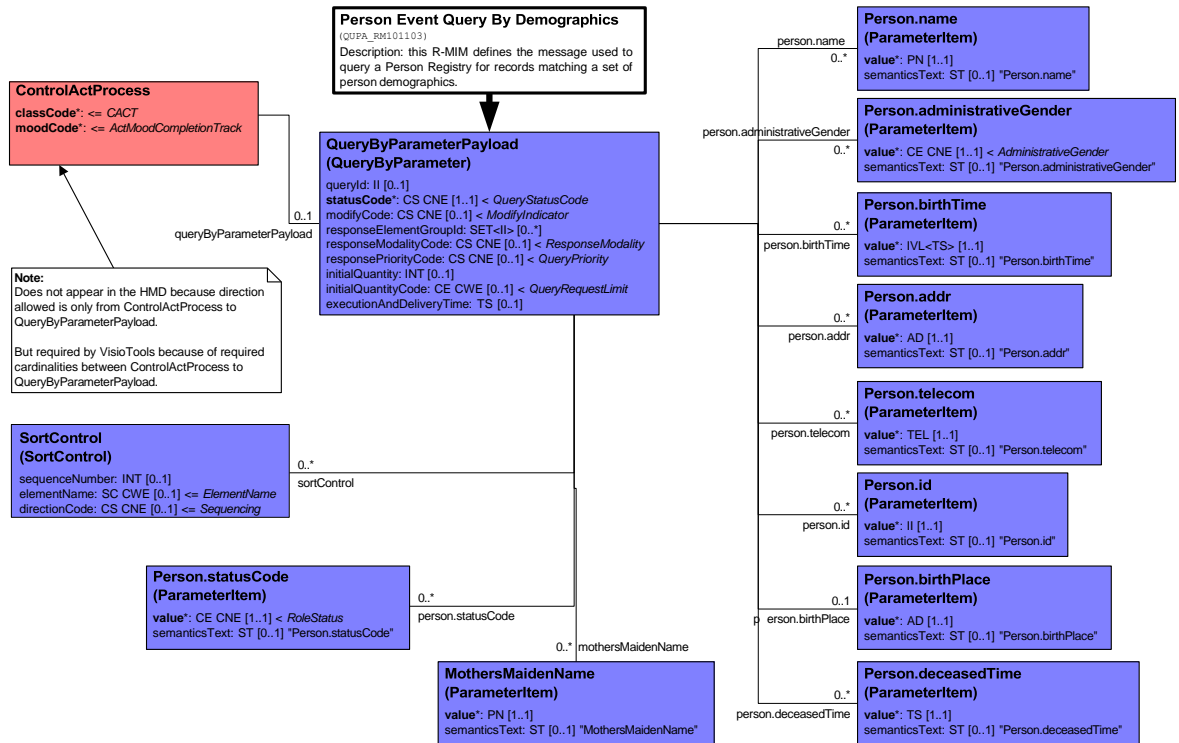 Person Event Query By Demographics
(QUPA_RM101103)
Description: this R-MIM defines the message used to
query a Person Registry for records matching a set of
person demographics.
ControlActProcess
classCode*: <= CACT
moodCode*: <= ActMoodCompletionTrack
0..1
queryByParameterPayload
QueryByParameterPayload
(QueryByParameter)
queryId: II [0..1]
statusCode*: CS CNE [1..1] < QueryStatusCode
modifyCode: CS CNE [0..1] < ModifyIndicator
responseElementGroupId: SET<II> [0..*]
responseModalityCode: CS CNE [0..1] < ResponseModality
responsePriorityCode: CS CNE [0..1] < QueryPriority
initialQuantity: INT [0..1]
initialQuantityCode: CE CWE [0..1] < QueryRequestLimit
executionAndDeliveryTime: TS [0..1]
Note:
Does not appear in the HMD because direction
allowed is only from ControlActProcess to
QueryByParameterPayload.
But required by VisioTools because of required
cardinalities between ControlActProcess to
QueryByParameterPayload.
SortControl
(SortControl)
sequenceNumber: INT [0..1]
elementName: SC CWE [0..1] <= ElementName
directionCode: CS CNE [0..1] <= Sequencing
0..*
sortControl
Person.statusCode
(ParameterItem)
value*: CE CNE [1..1] < RoleStatus
semanticsText: ST [0..1] "Person.statusCode"
0..*
person.statusCode
0..* mothersMaidenName
MothersMaidenName
(ParameterItem)
value*: PN [1..1]
semanticsText: ST [0..1] "MothersMaidenName"
person.name
0..*
Person.name
(ParameterItem)
value*: PN [1..1]
semanticsText: ST [0..1] "Person.name"
person.administrativeGender
0..*
Person.administrativeGender
(ParameterItem)
value*: CE CNE [1..1] < AdministrativeGender
semanticsText: ST [0..1] "Person.administrativeGender"
0..*
person.birthTime
Person.birthTime
(ParameterItem)
value*: IVL<TS> [1..1]
semanticsText: ST [0..1] "Person.birthTime"
0..*
person.addr
Person.addr
(ParameterItem)
value*: AD [1..1]
semanticsText: ST [0..1] "Person.addr"
0..*
person.telecom
Person.telecom
(ParameterItem)
value*: TEL [1..1]
semanticsText: ST [0..1] "Person.telecom"
0..*
person.id
Person.id
(ParameterItem)
value*: II [1..1]
semanticsText: ST [0..1] "Person.id"
0..1
p erson.birthPlace
Person.birthPlace
(ParameterItem)
value*: AD [1..1]
semanticsText: ST [0..1] "Person.birthPlace"
0..*
person.deceasedTime
Person.deceasedTime
(ParameterItem)
value*: TS [1..1]
semanticsText: ST [0..1] "Person.deceasedTime"